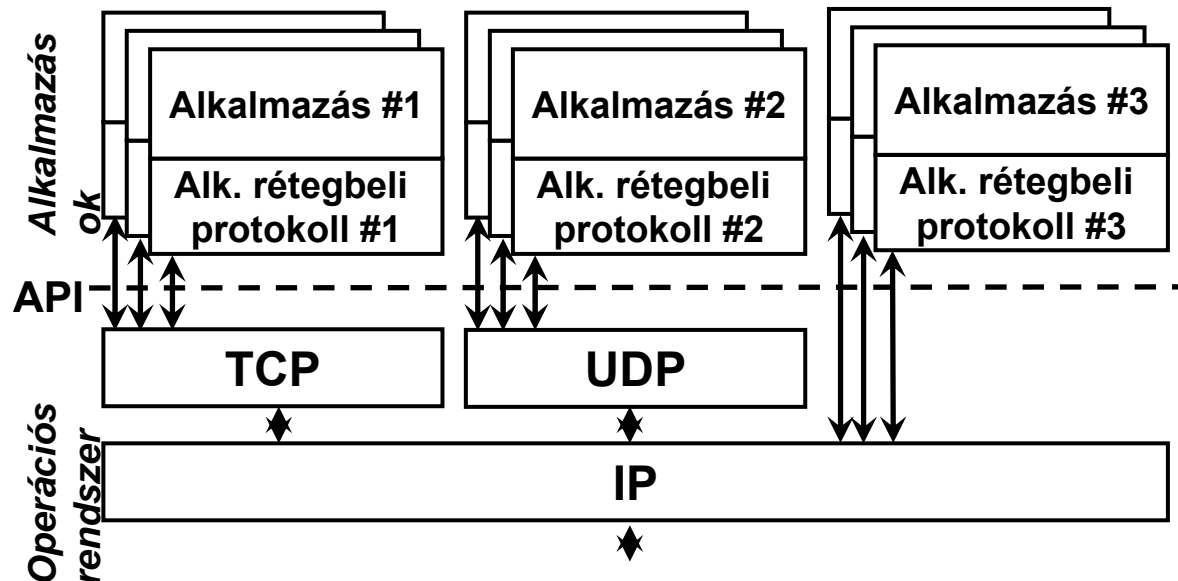 Alkalmazás
ok
Alkalmazás #1
Alk. rétegbeli
protokoll #1
Alkalmazás #2
Alk. rétegbeli
protokoll #2
Alkalmazás #3
Alk. rétegbeli
protokoll #3
API
TCP
UDP
Operációs
rendszer
IP